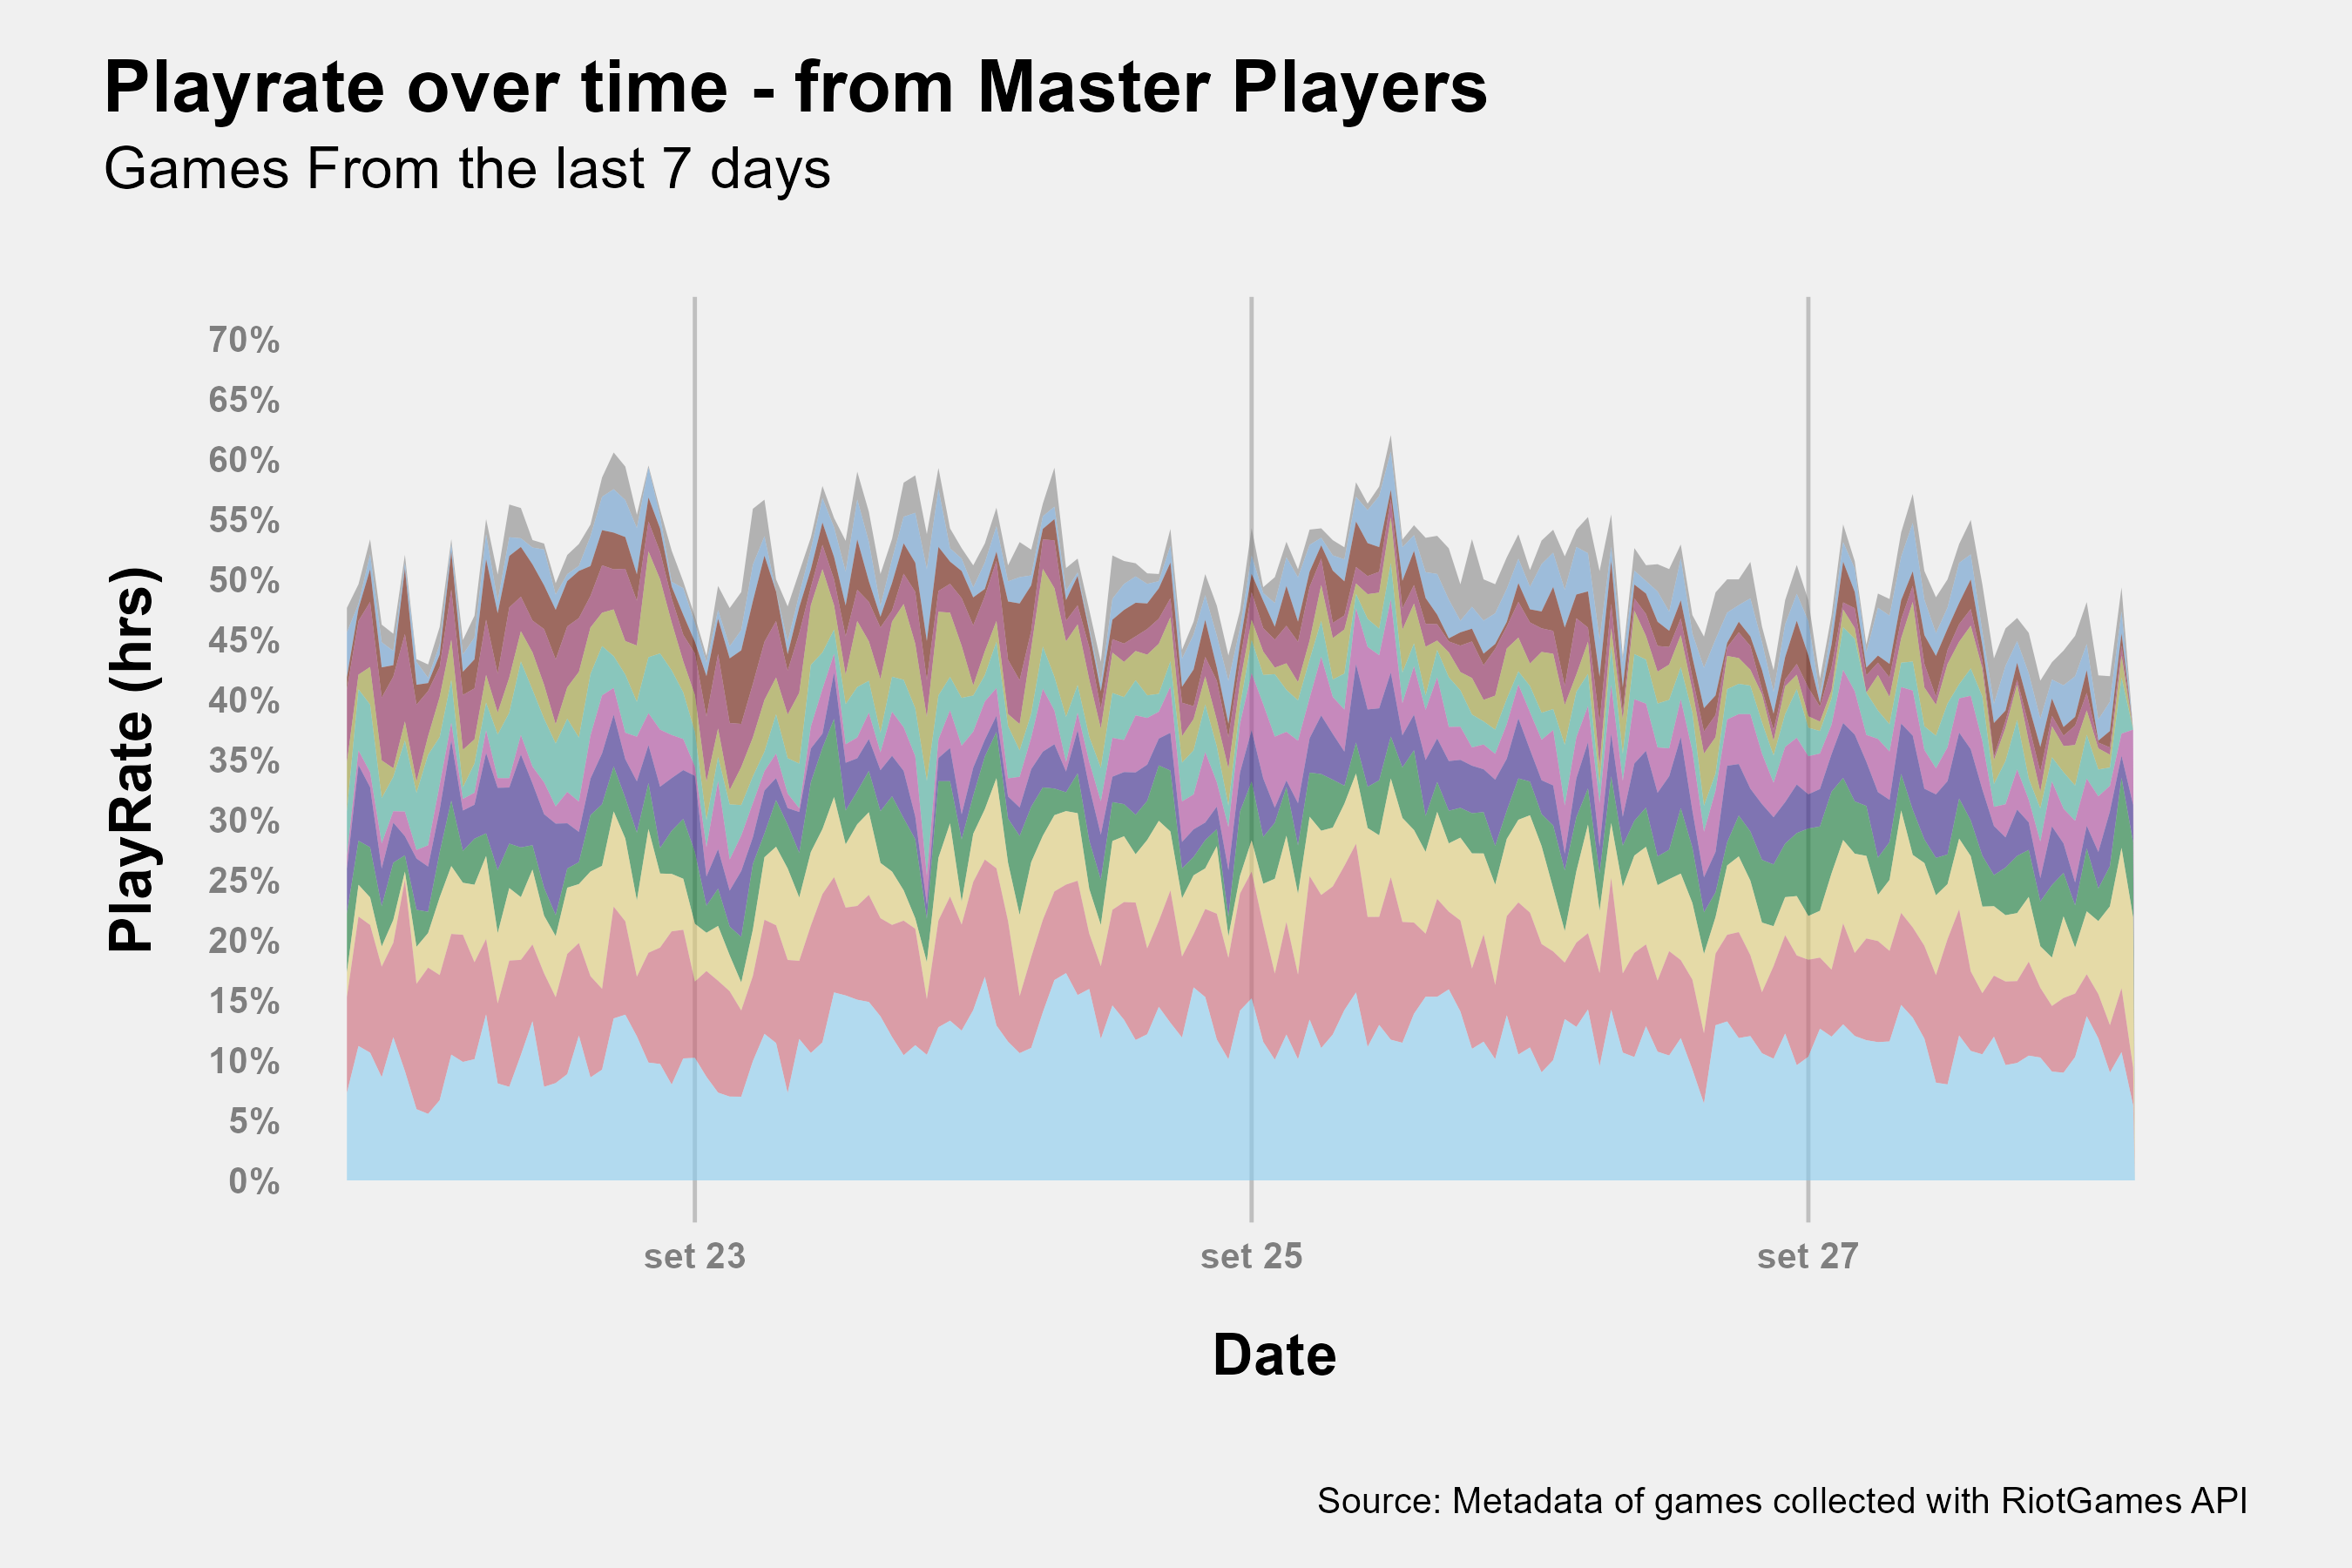 Playrate over time - from Master Players
Games From the last 7 days
70%
65%
60%
55%
50%
45%
40%
35%
30%
25%
20%
15%
10%
5%
0%
PlayRate (hrs)
set 23
set 25
set 27
Date
Source: Metadata of games collected with RiotGames API